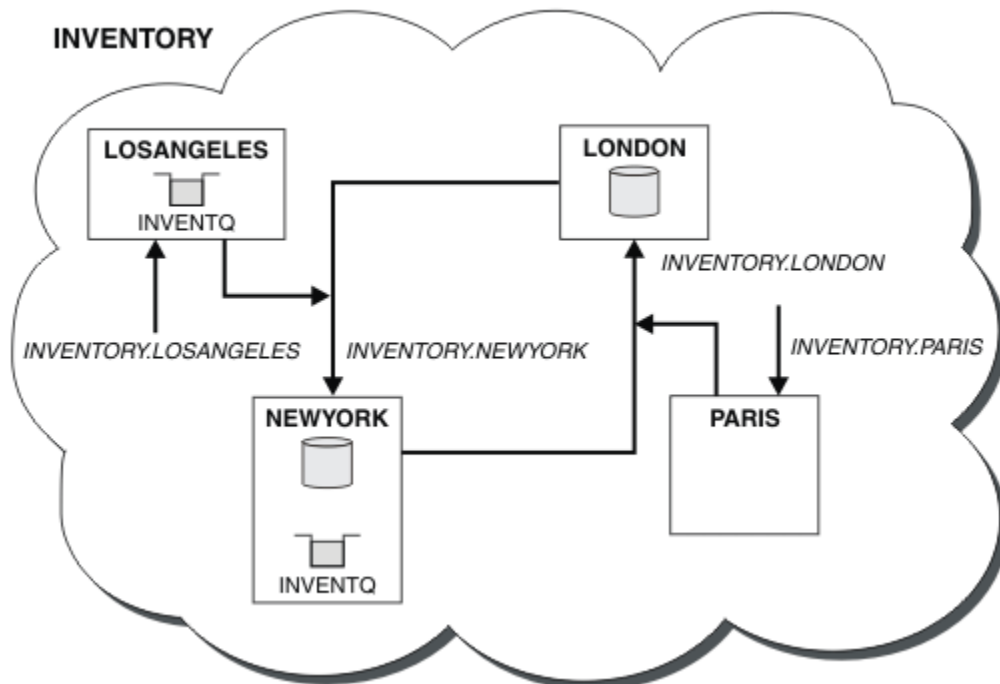 INVENTORY
LOSANGELES
INVENTQ
LONDON
INVENTORY.LONDON
INVENTORY.LOSANGELES
INVENTORY.NEWYORK
INVENTORY.PARIS
NEWYORK
INVENTQ
PARIS